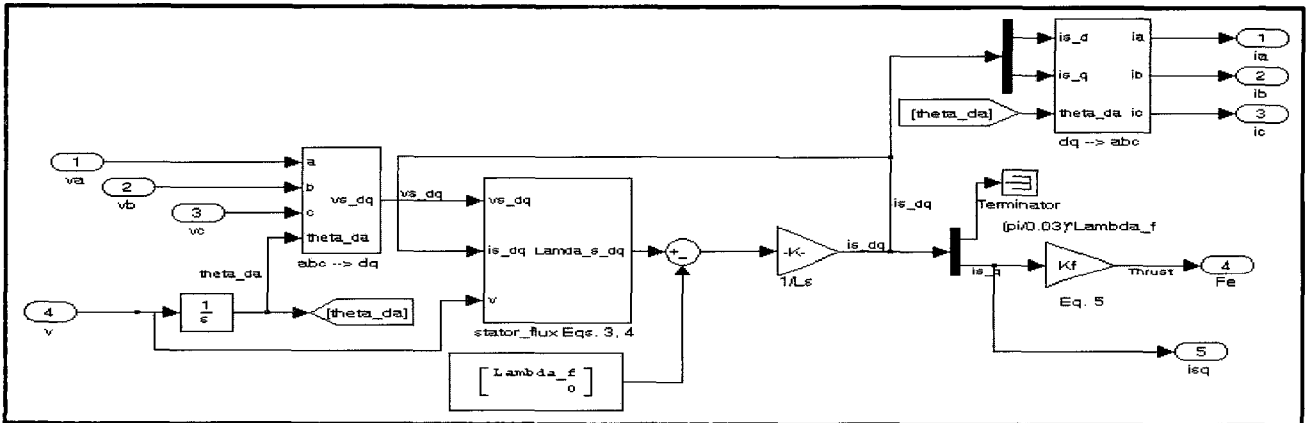 is_d
ia
1
ia
is_q
ib
2
ib
[theta_da]
theta_da
ic
3
ic
dq --> abc
1
va
a
2
vb
b
vs_dq
vs_dq
vs_dq
3
vc
c
theta_da
abc --> dq
is_dq
Lamda_s_dq
+
-
-K-
1/Ls
is_dq
is_dq
Terminator
(pi/0.03)*Lambda_f
is_q
Kf
Thrust
4
Fe
Eq. 5
theta_da
4
v
1
s
[theta_da]
v
stator_flux Eqs. 3, 4
Lambda_f
0
5
isq